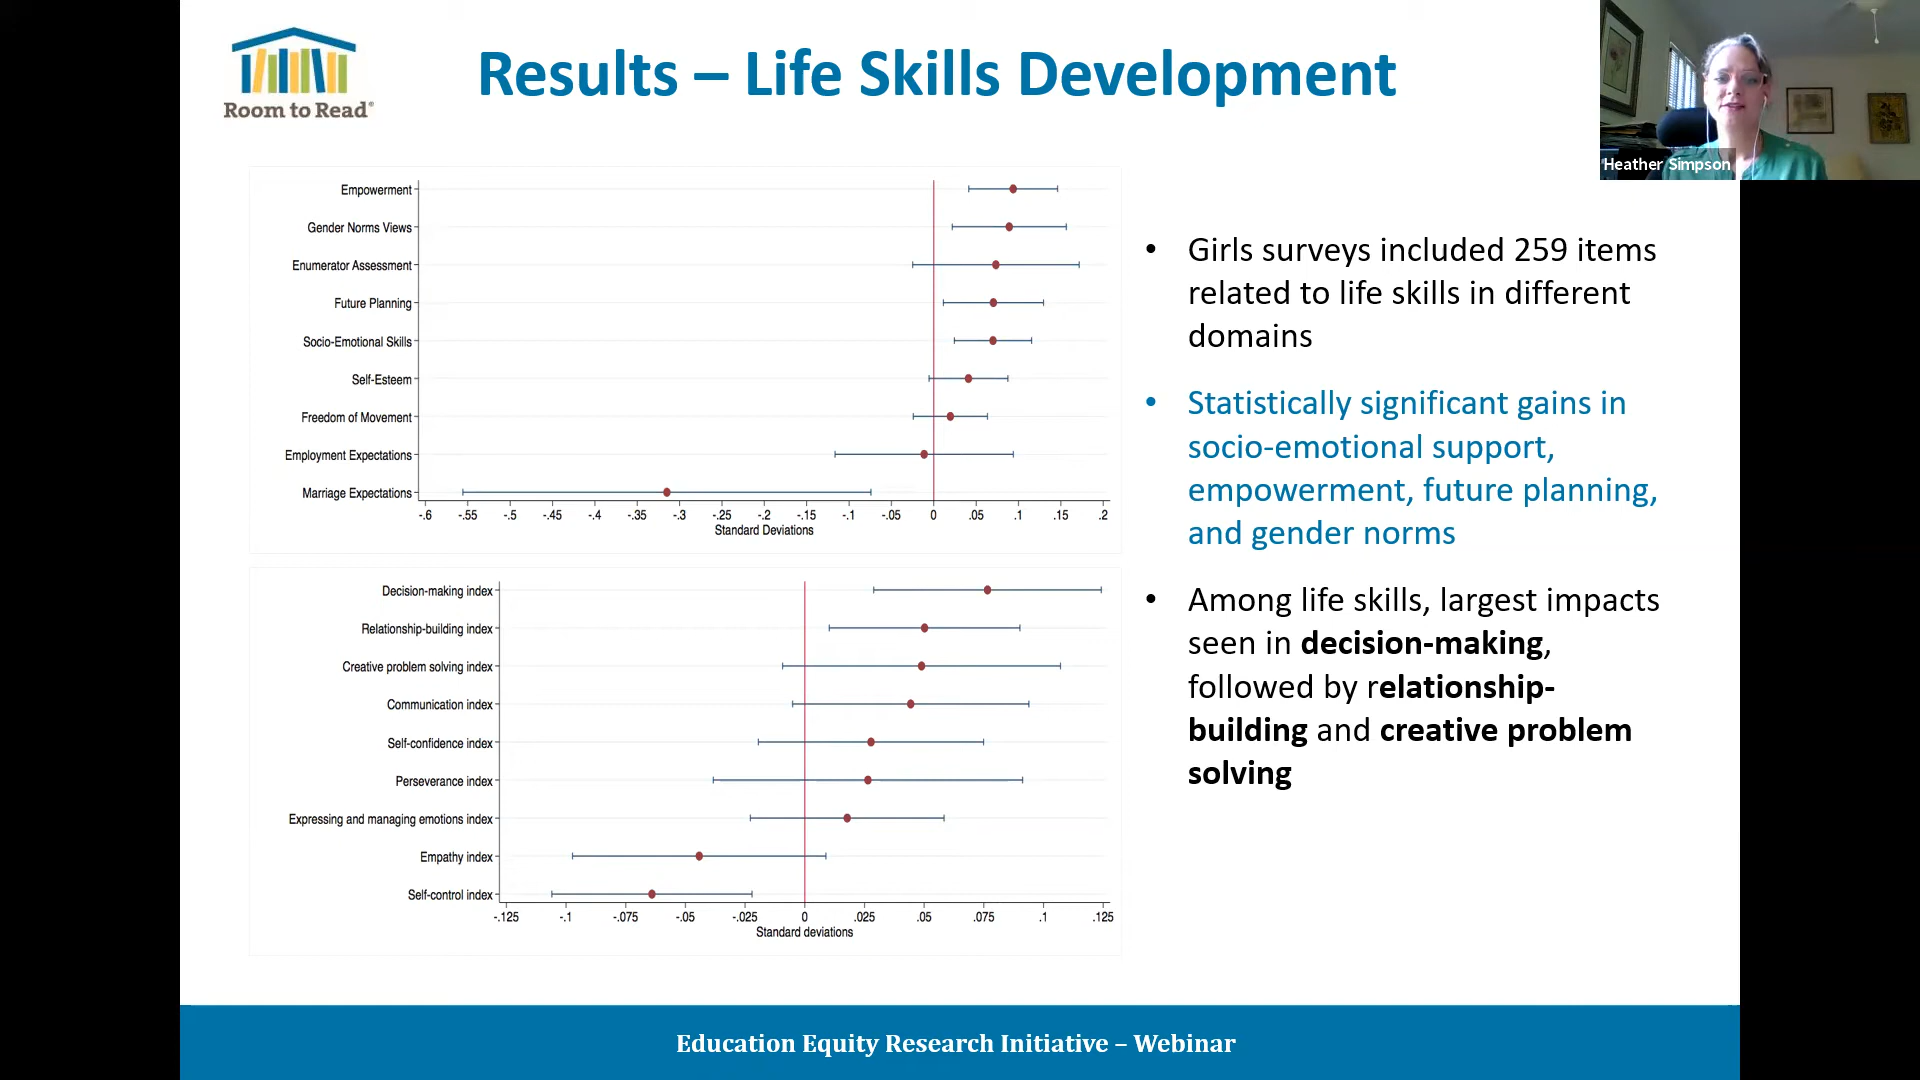 Room to Read®
Results – Life Skills Development
Heather Simpson
Empowerment
Gender Norms Views
Enumerator Assessment
Future Planning
Socio-Emotional Skills
Self-Esteem
Freedom of Movement
Employment Expectations
Marriage Expectations
-.6 -.55 -.5 -.45 -.4 -.35 -.3 -.25 -.2 -.15 -.1 -.05 0 .05 .1 .15 .2
Standard Deviations
Decision-making index
Relationship-building index
Creative problem solving index
Communication index
Self-confidence index
Perseverance index
Expressing and managing emotions index
Empathy index
Self-control index
-.125 -.1 -.075 -.05 -.025 0 .025 .05 .075 .1 .125
Standard deviations
• Girls surveys included 259 items
related to life skills in different
domains
• Statistically significant gains in
socio-emotional support,
empowerment, future planning,
and gender norms
• Among life skills, largest impacts
seen in decision-making,
followed by relationship-
building and creative problem
solving
Education Equity Research Initiative – Webinar